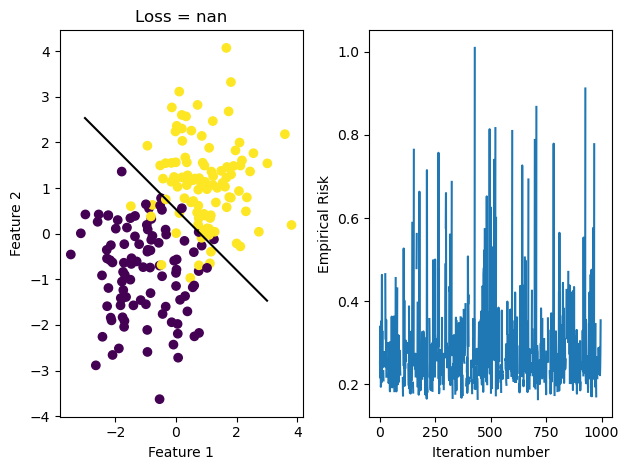 Loss = nan
Feature 2
4
3
2
1
0
−1
−2
−3
−4
−2 0 2 4
Feature 1
Empirical Risk
1.0
0.8
0.6
0.4
0.2
0 250 500 750 1000
Iteration number